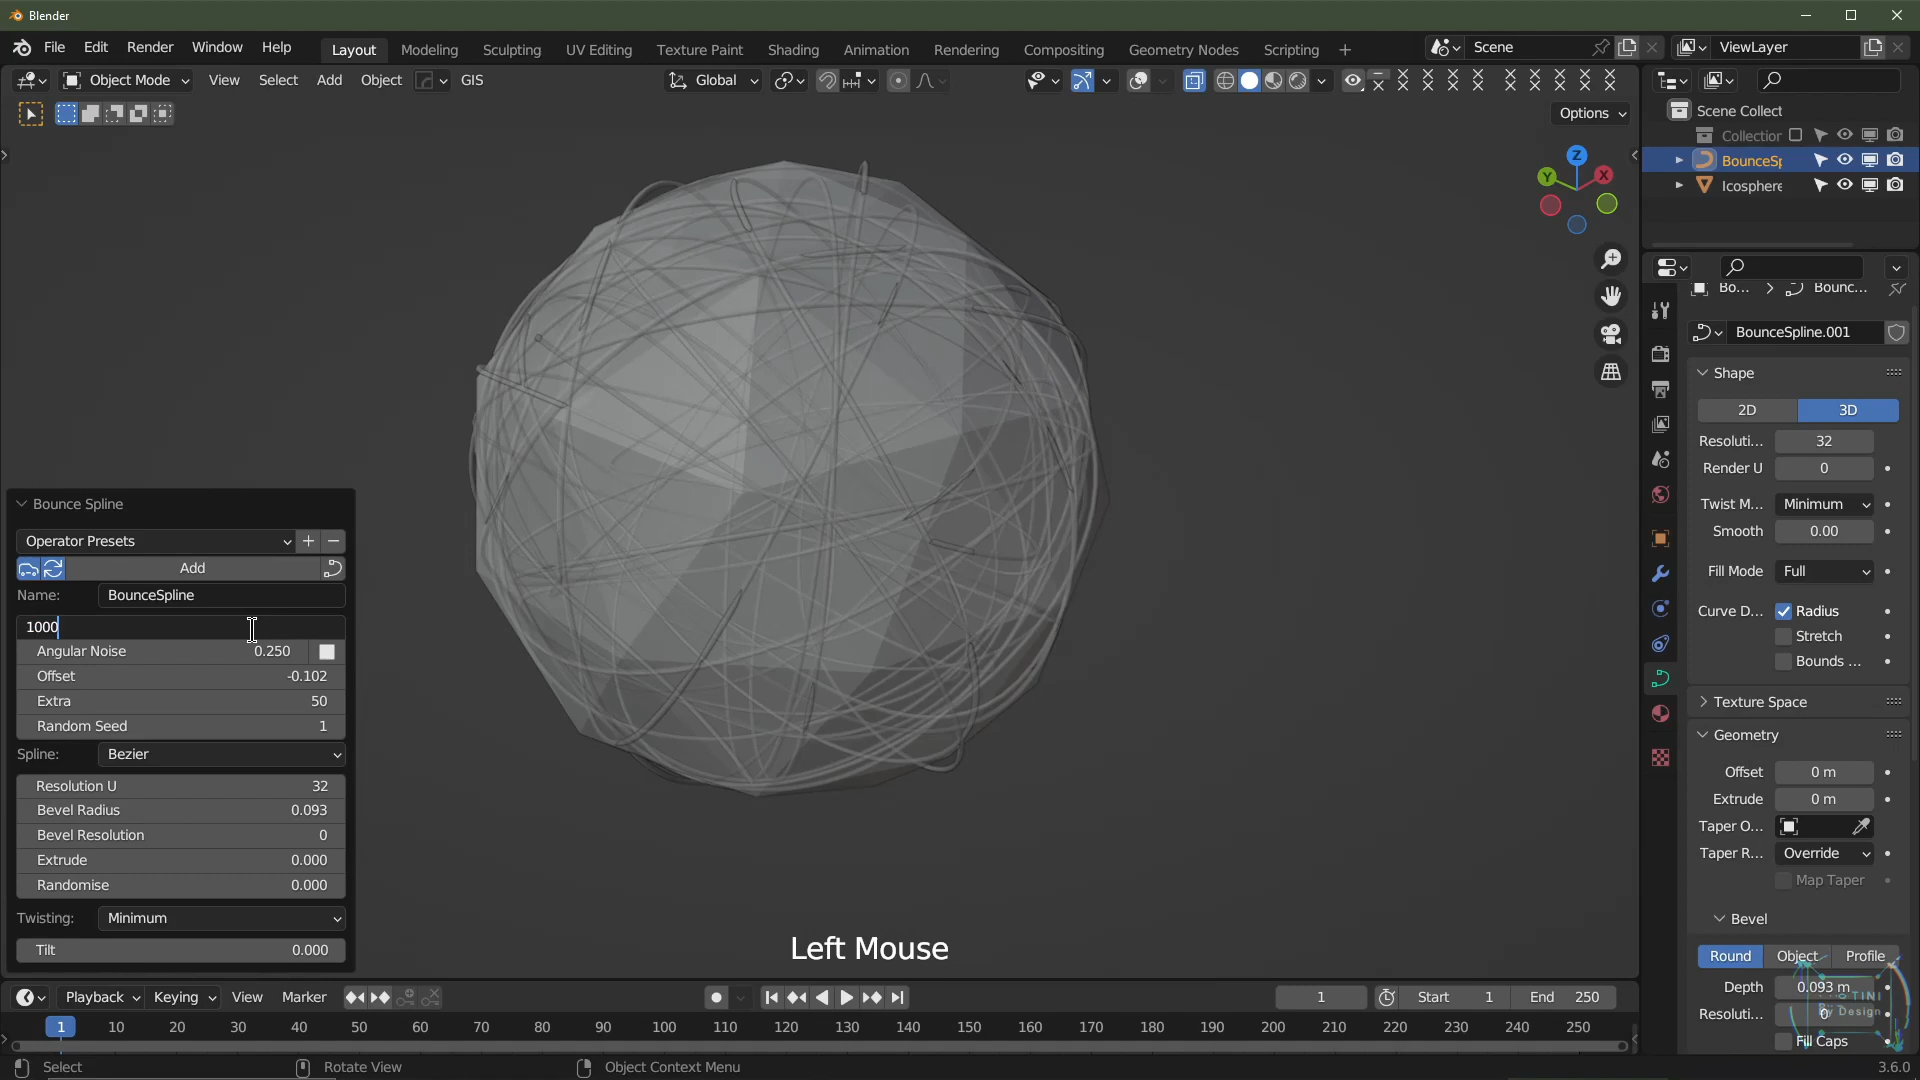 Blender
File Edit Render Window Help
Layout Modeling Sculpting UV Editing Texture Paint Shading Animation Rendering Compositing Geometry Nodes Scripting +
Scene
ViewLayer
Object Mode View Select Add Object GIS
Global
Options
Scene Collect
Collection
BounceSp
Icosphere
Z
Y
X
Bo... > Bounc...
BounceSpline.001
Shape
2D 3D
Resoluti... 32
Render U 0
Twist M... Minimum
Smooth 0.00
Fill Mode Full
Curve D... Radius
Stretch
Bounds ...
Texture Space
Geometry
Offset 0 m
Extrude 0 m
Taper O...
Taper R... Override
Map Taper
Bevel
Round Object Profile
Depth 0.093 m
Resoluti... 0
Fill Caps
By Design
Bounce Spline
Operator Presets
Add
Name: BounceSpline
1000
Angular Noise 0.250
Offset -0.102
Extra 50
Random Seed 1
Spline: Bezier
Resolution U 32
Bevel Radius 0.093
Bevel Resolution 0
Extrude 0.000
Randomise 0.000
Twisting: Minimum
Tilt 0.000
Left Mouse
Playback Keying View Marker
1 Start 1 End 250
1 10 20 30 40 50 60 70 80 90 100 110 120 130 140 150 160 170 180 190 200 210 220 230 240 250
Select Rotate View Object Context Menu
3.6.0